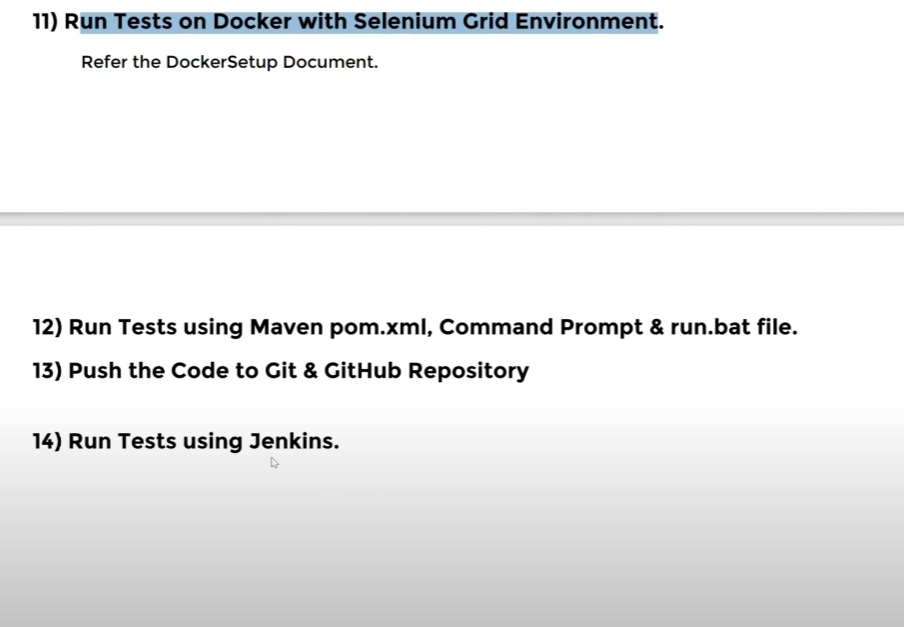 11) Run Tests on Docker with Selenium Grid Environment.
Refer the DockerSetup Document.
12) Run Tests using Maven pom.xml, Command Prompt & run.bat file.
13) Push the Code to Git & GitHub Repository
14) Run Tests using Jenkins.